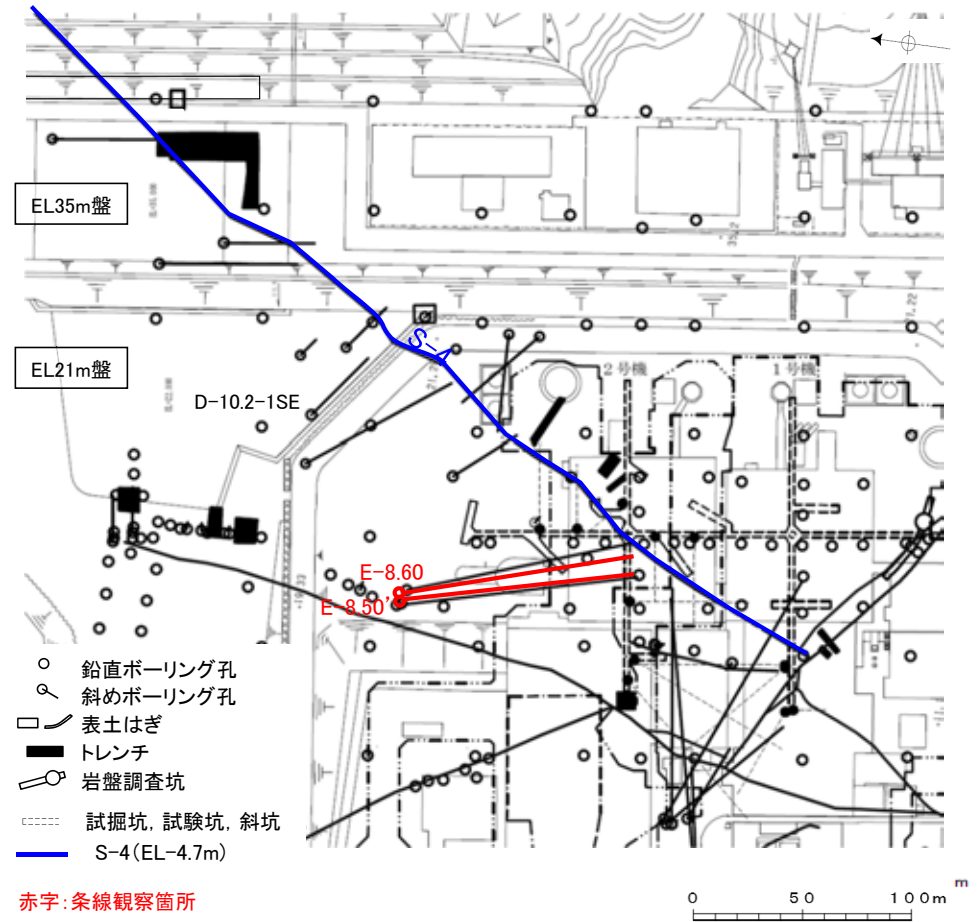 EL35m盤
35.2
21.22
EL21m盤
S-4
D-10.2-1SE
2号機
1号機
E-8.60
E-8.50'
鉛直ボーリング孔
斜めボーリング孔
表土はぎ
トレンチ
岩盤調査坑
試掘坑, 試験坑, 斜坑
S-4(EL-4.7m)
赤字:条線観察箇所
m
0 50 100m